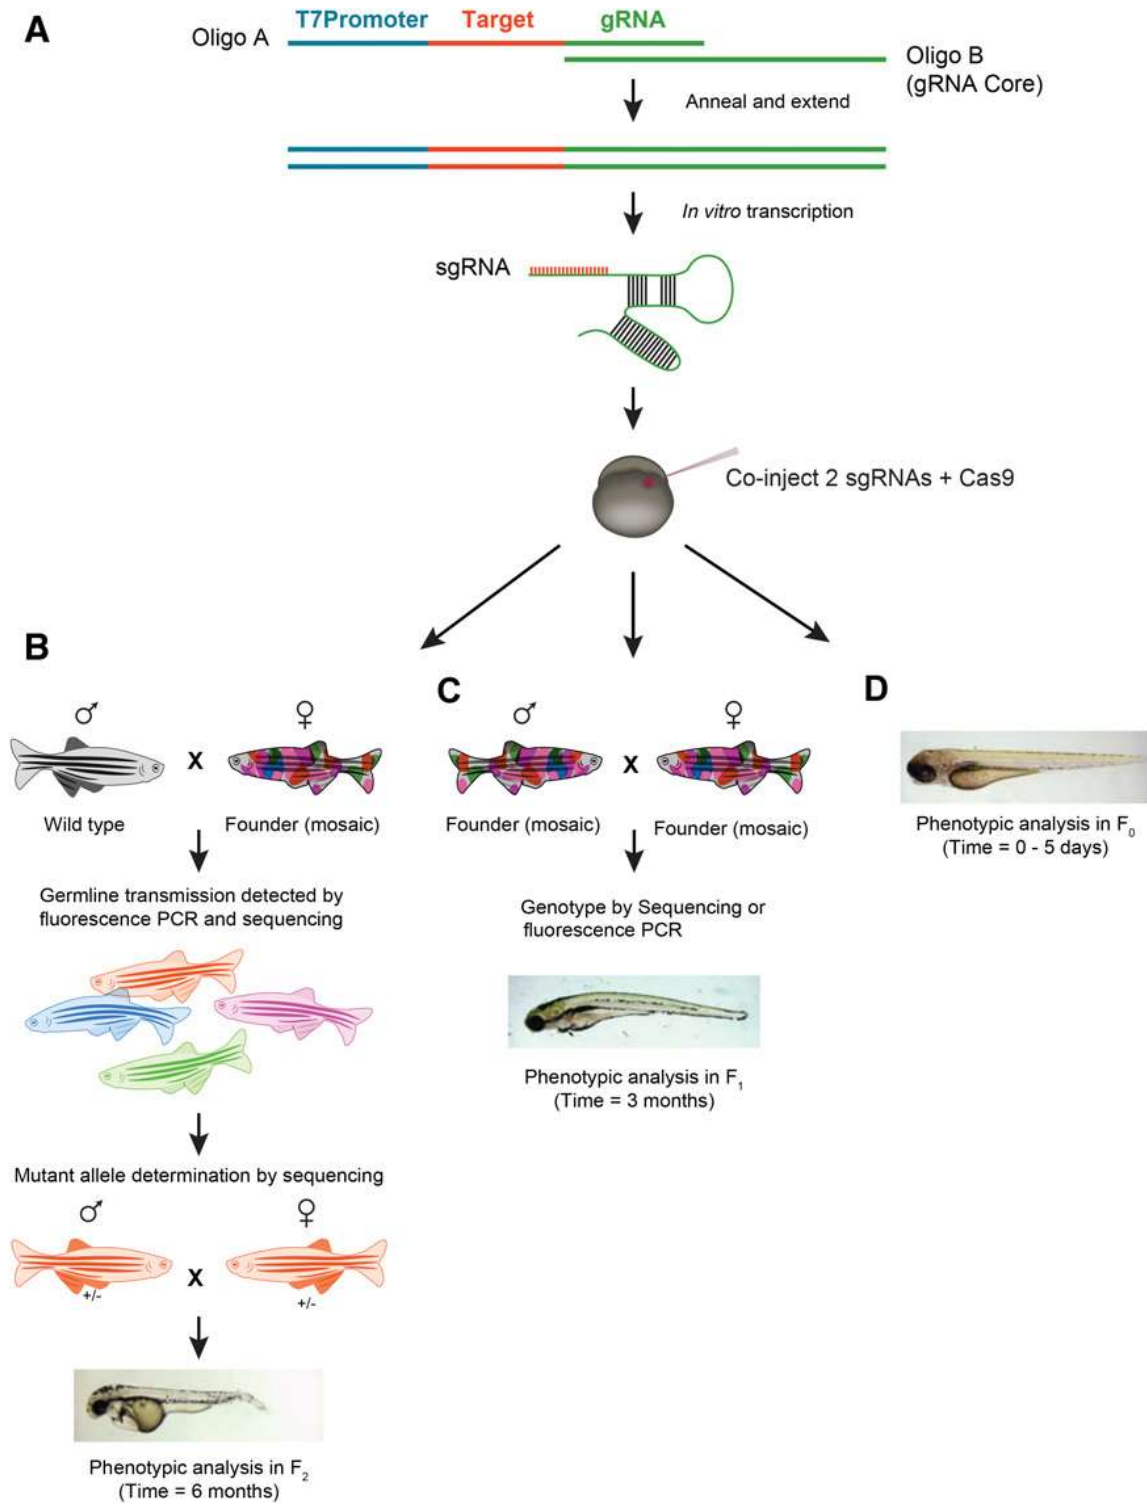 A
T7Promoter Target gRNA
Oligo A
Oligo B
(gRNA Core)
Anneal and extend
In vitro transcription
sgRNA
Co-inject 2 sgRNAs + Cas9
B
♂ ♀
X
Wild type Founder (mosaic)
Germline transmission detected by
fluorescence PCR and sequencing
Mutant allele determination by sequencing
♂ ♀
X
+/- +/-
Phenotypic analysis in F2
(Time = 6 months)
C
♂ ♀
X
Founder (mosaic) Founder (mosaic)
Genotype by Sequencing or
fluorescence PCR
Phenotypic analysis in F1
(Time = 3 months)
D
Phenotypic analysis in F0
(Time = 0 - 5 days)